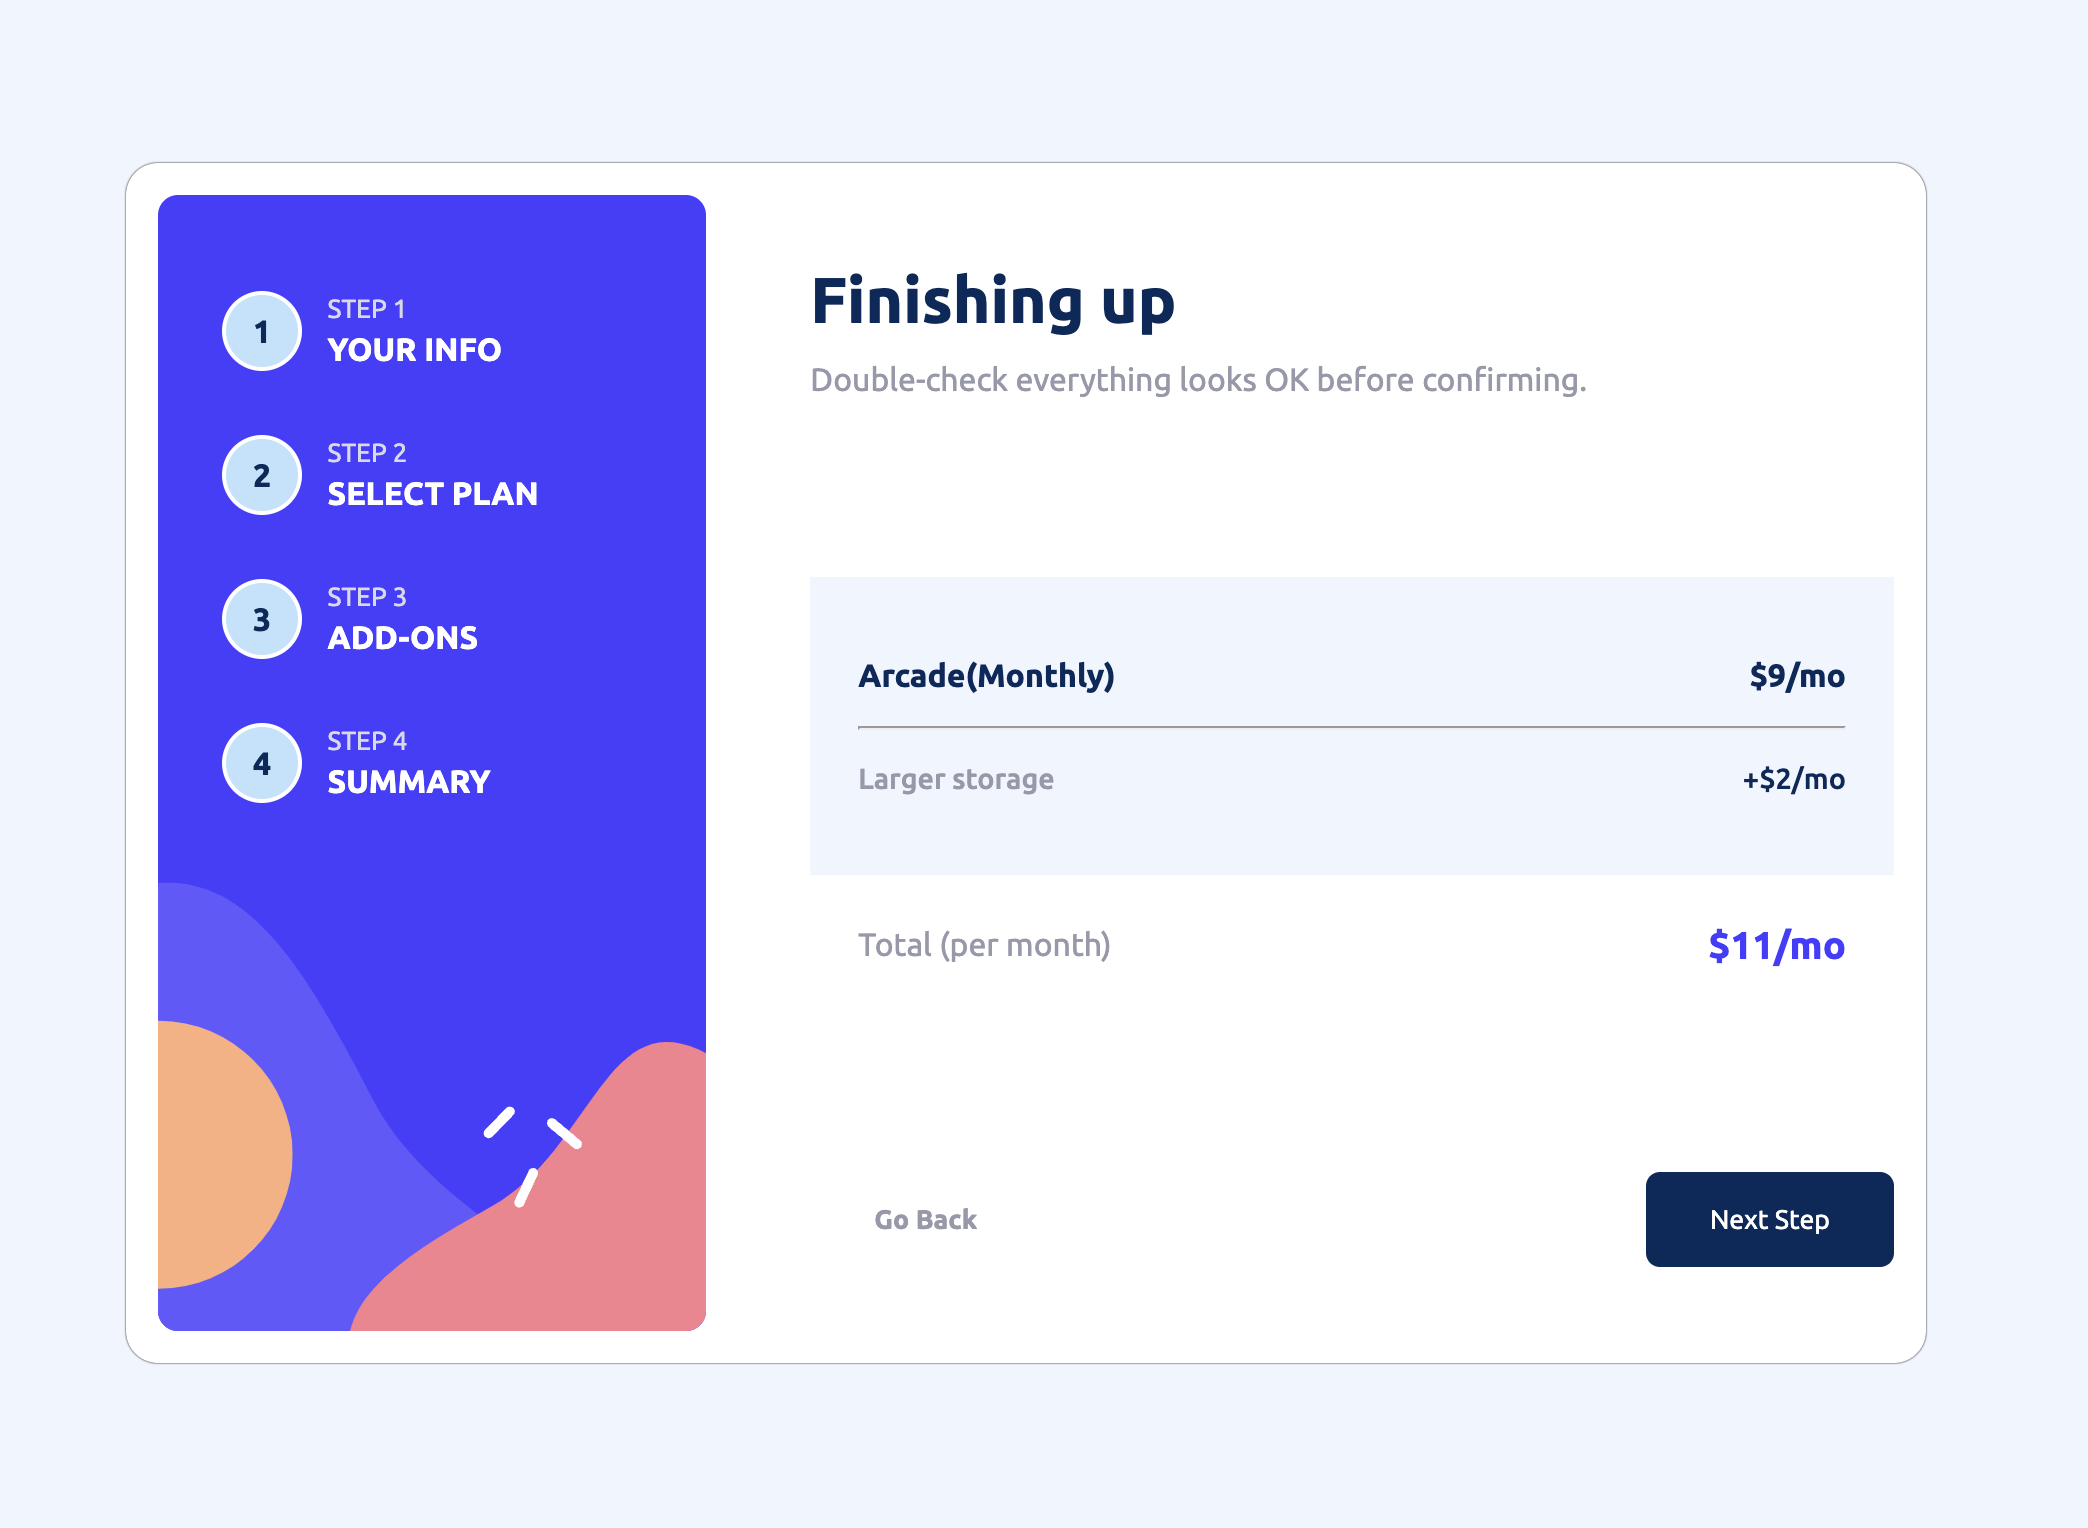 1
STEP 1
YOUR INFO
2
STEP 2
SELECT PLAN
3
STEP 3
ADD-ONS
4
STEP 4
SUMMARY
Finishing up
Double-check everything looks OK before confirming.
Arcade(Monthly) $9/mo
Larger storage +$2/mo
Total (per month) $11/mo
Go Back Next Step